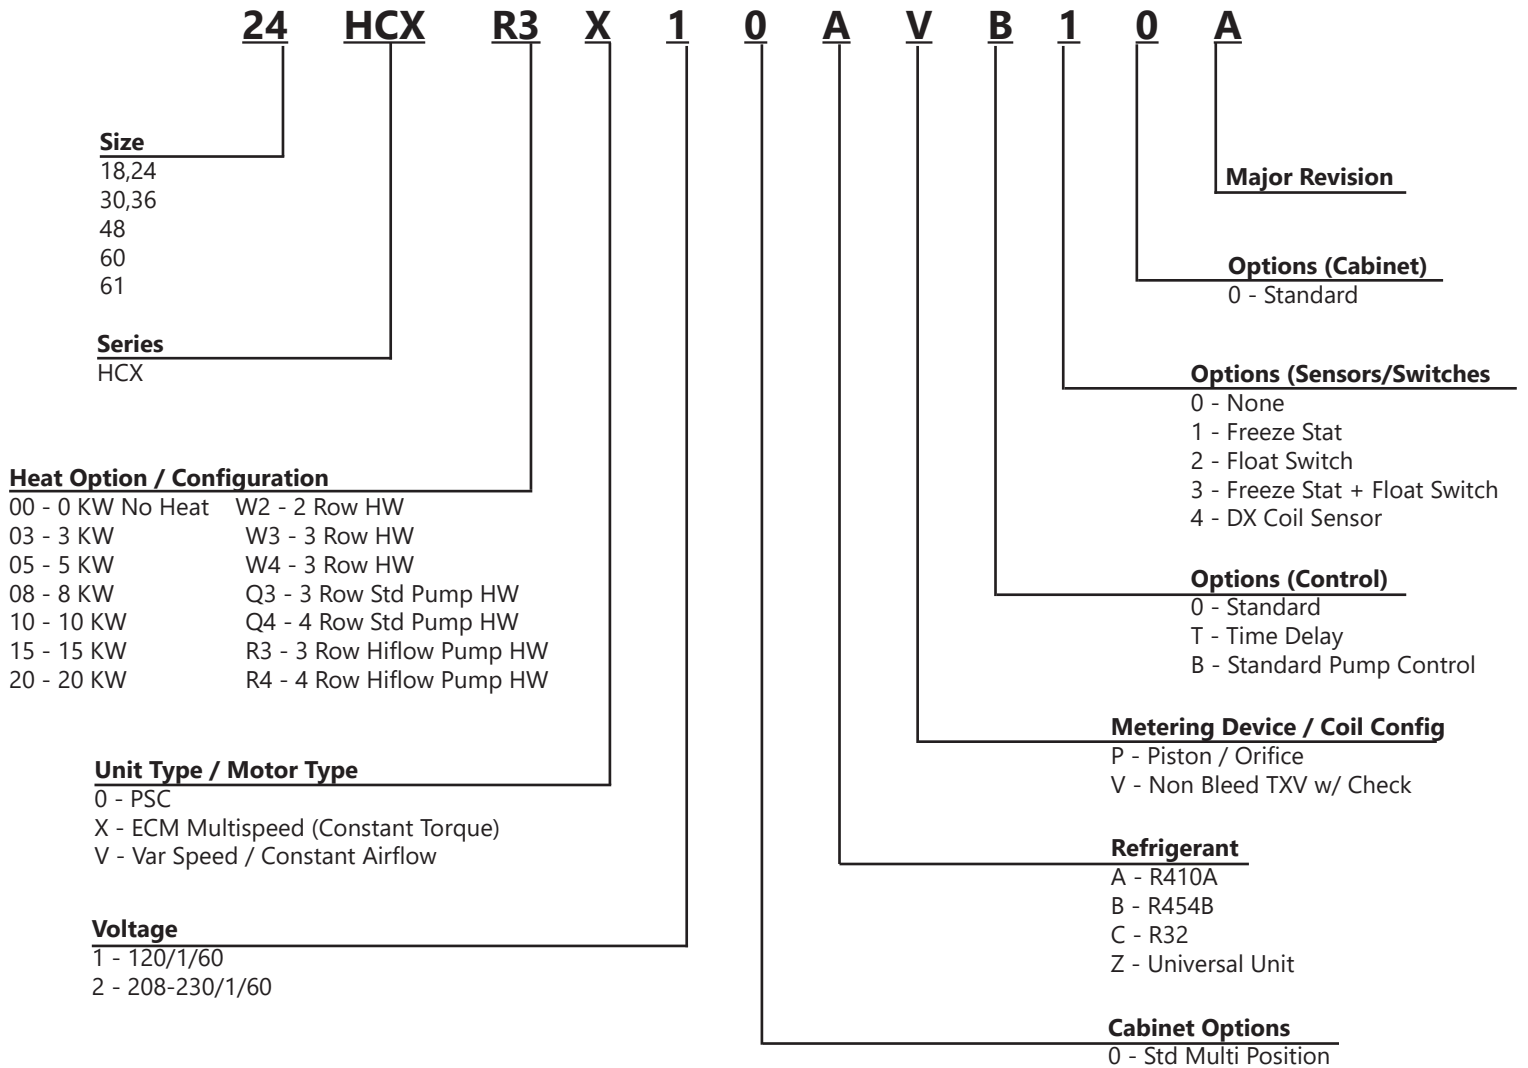 24 HCX R3 X 1 0 A V B 1 0 A
Size
18,24
30,36
48
60
61
Series
HCX
Heat Option / Configuration
00 - 0 KW No Heat W2 - 2 Row HW
03 - 3 KW W3 - 3 Row HW
05 - 5 KW W4 - 3 Row HW
08 - 8 KW Q3 - 3 Row Std Pump HW
10 - 10 KW Q4 - 4 Row Std Pump HW
15 - 15 KW R3 - 3 Row Hiflow Pump HW
20 - 20 KW R4 - 4 Row Hiflow Pump HW
Unit Type / Motor Type
0 - PSC
X - ECM Multispeed (Constant Torque)
V - Var Speed / Constant Airflow
Voltage
1 - 120/1/60
2 - 208-230/1/60
Major Revision
Options (Cabinet)
0 - Standard
Options (Sensors/Switches
0 - None
1 - Freeze Stat
2 - Float Switch
3 - Freeze Stat + Float Switch
4 - DX Coil Sensor
Options (Control)
0 - Standard
T - Time Delay
B - Standard Pump Control
Metering Device / Coil Config
P - Piston / Orifice
V - Non Bleed TXV w/ Check
Refrigerant
A - R410A
B - R454B
C - R32
Z - Universal Unit
Cabinet Options
0 - Std Multi Position